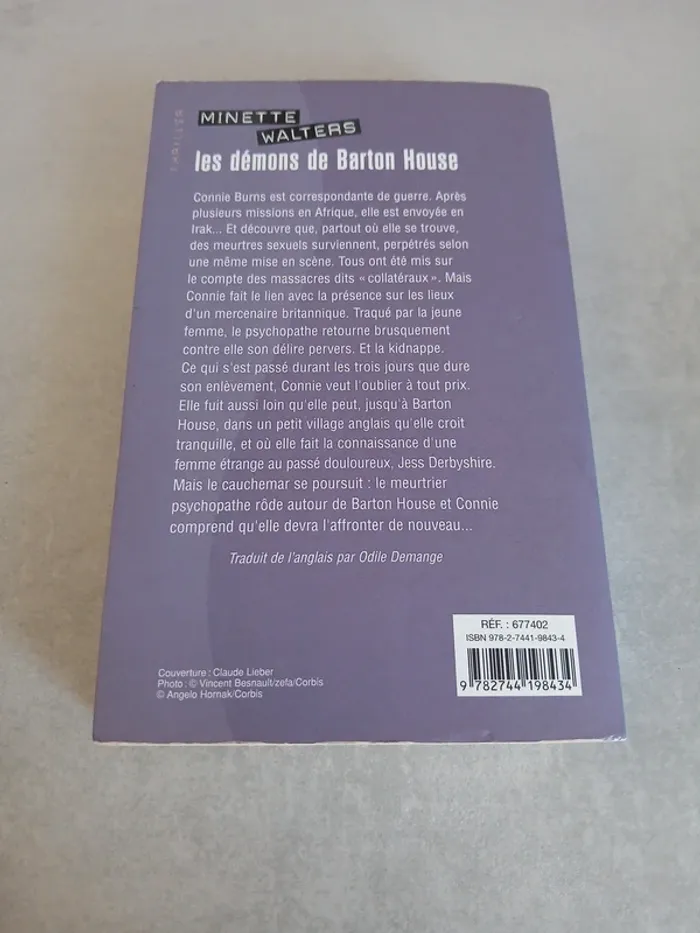 THRILLER
MINETTE
WALTERS
les démons de Barton House
Connie Burns est correspondante de guerre. Après
plusieurs missions en Afrique, elle est envoyée en
Irak... Et découvre que, partout où elle se trouve,
des meurtres sexuels surviennent, perpétrés selon
une même mise en scène. Tous ont été mis sur
le compte des massacres dits « collatéraux ». Mais
Connie fait le lien avec la présence sur les lieux
d'un mercenaire britannique. Traqué par la jeune
femme, le psychopathe retourne brusquement
contre elle son délire pervers. Et la kidnappe.
Ce qui s'est passé durant les trois jours que dure
son enlèvement, Connie veut l'oublier à tout prix.
Elle fuit aussi loin qu'elle peut, jusqu'à Barton
House, dans un petit village anglais qu'elle croit
tranquille, et où elle fait la connaissance d'une
femme étrange au passé douloureux, Jess Derbyshire.
Mais le cauchemar se poursuit : le meurtrier
psychopathe rôde autour de Barton House et Connie
comprend qu'elle devra l'affronter de nouveau...
Traduit de l'anglais par Odile Demange
RÉF. : 677402
ISBN 978-2-7441-9843-4
9 782744 198434
Couverture : Claude Lieber
Photo : © Vincent Besnault/zefa/Corbis
© Angelo Hornak/Corbis